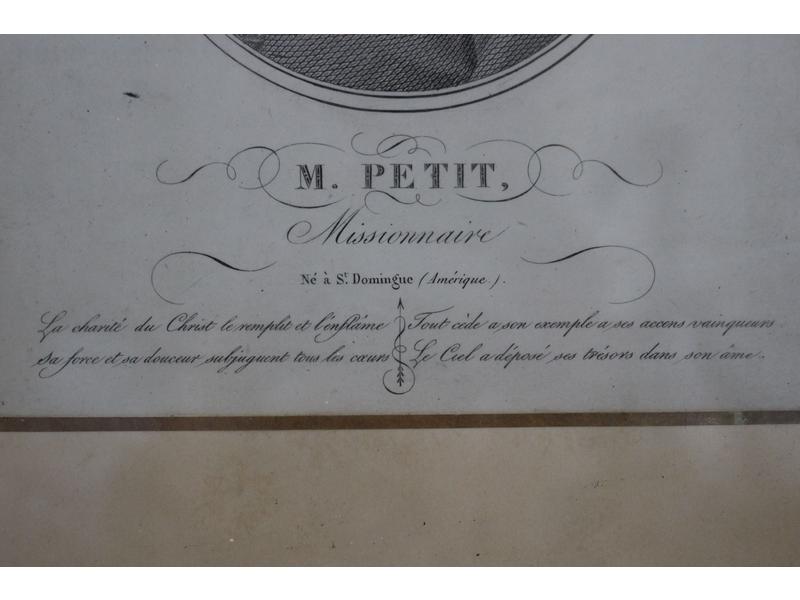 M. PETIT,
Missionnaire
Né à St. Domingue (Amérique).
La charité du Christ le remplit et l'enflâme
Sa force et sa douceur subjuguent tous les cœurs
Tout cède a son exemple a ses accens vainqueurs
Le Ciel a déposé ses trésors dans son âme.